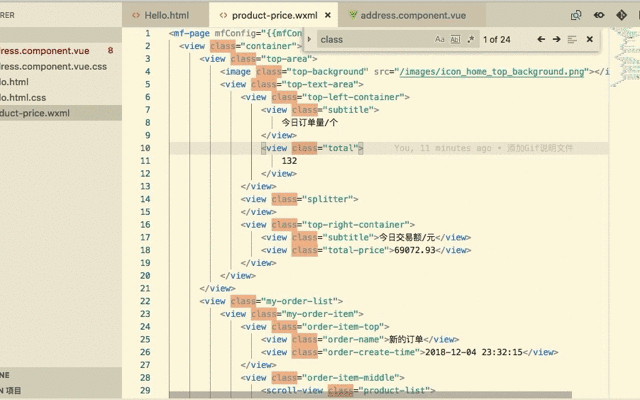 RER
Hello.html
product-price.wxml ×
address.component.vue
class
Aa Abl .* 1 of 24
ress.component.vue 8
ress.component.vue.css
lo.html
lo.html.css
duct-price.wxml
1 <mf-page mfConfig="{{mfCon
2 <view class="container">
3 <view class="top-area">
4 <image class="top-background" src="/images/icon_home_top_background.png"></i
5 <view class="top-text-area">
6 <view class="top-left-container">
7 <view class="subtitle">
8 今日订单量/个
9 </view>
10 <view class="total"> You, 11 minutes ago • 添加Gif说明文件
11 132
12 </view>
13 </view>
14 <view class="splitter">
15 </view>
16 <view class="top-right-container">
17 <view class="subtitle">今日交易额/元</view>
18 <view class="total-price">69072.93</view>
19 </view>
20 </view>
21 </view>
22 <view class="my-order-list">
23 <view class="my-order-item">
24 <view class="order-item-top">
25 <view class="order-name">新的订单</view>
26 <view class="order-create-time">2018-12-04 23:32:15</view>
27 </view>
28 <view class="order-item-middle">
29 <scroll-view class="product-list">
NE
N 项目